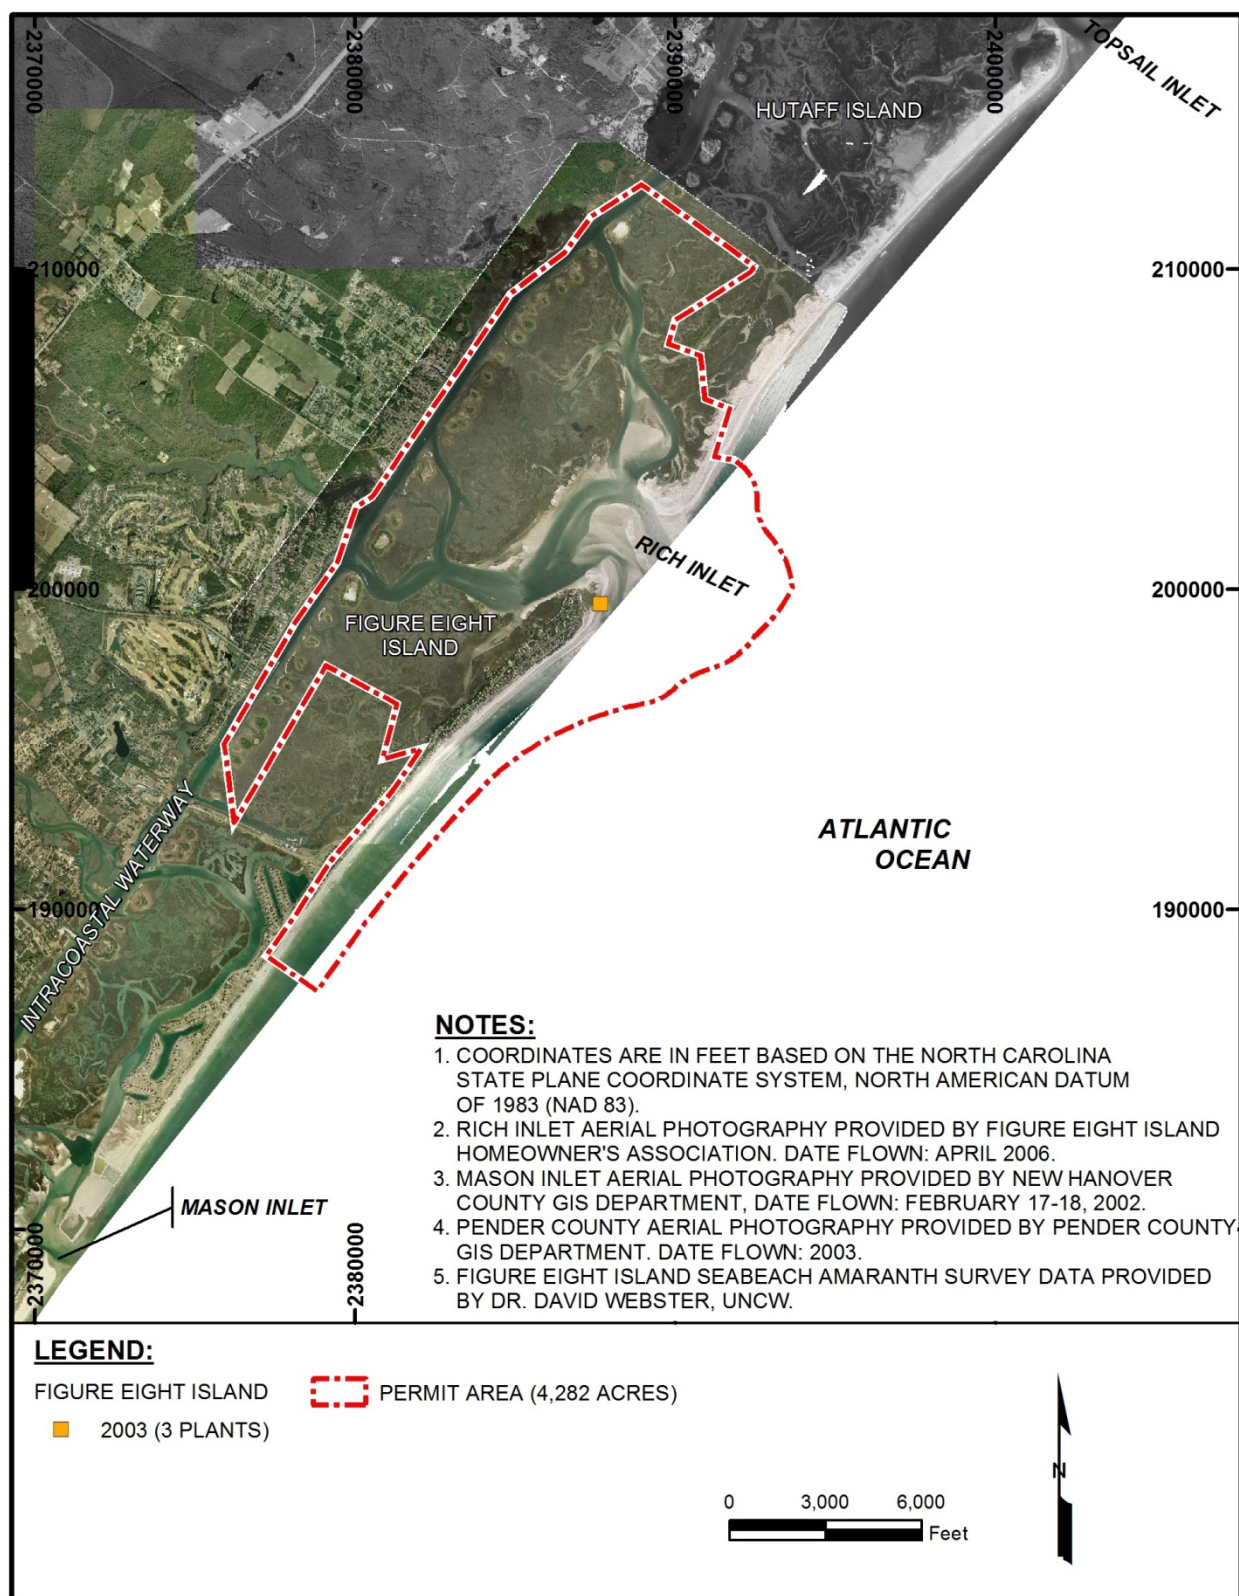 2370000
2380000
2390000
2400000
TOPSAIL INLET
HUTAFF ISLAND
210000
210000
RICH INLET
200000
200000
FIGURE EIGHT
ISLAND
ATLANTIC
OCEAN
INTRACOASTAL WATERWAY
190000
190000
NOTES:
1. COORDINATES ARE IN FEET BASED ON THE NORTH CAROLINA
STATE PLANE COORDINATE SYSTEM, NORTH AMERICAN DATUM
OF 1983 (NAD 83).
2. RICH INLET AERIAL PHOTOGRAPHY PROVIDED BY FIGURE EIGHT ISLAND
HOMEOWNER'S ASSOCIATION. DATE FLOWN: APRIL 2006.
3. MASON INLET AERIAL PHOTOGRAPHY PROVIDED BY NEW HANOVER
COUNTY GIS DEPARTMENT, DATE FLOWN: FEBRUARY 17-18, 2002.
4. PENDER COUNTY AERIAL PHOTOGRAPHY PROVIDED BY PENDER COUNTY
GIS DEPARTMENT. DATE FLOWN: 2003.
5. FIGURE EIGHT ISLAND SEABEACH AMARANTH SURVEY DATA PROVIDED
BY DR. DAVID WEBSTER, UNCW.
MASON INLET
2370000
2380000
LEGEND:
FIGURE EIGHT ISLAND
PERMIT AREA (4,282 ACRES)
2003 (3 PLANTS)
N
0 3,000 6,000
Feet